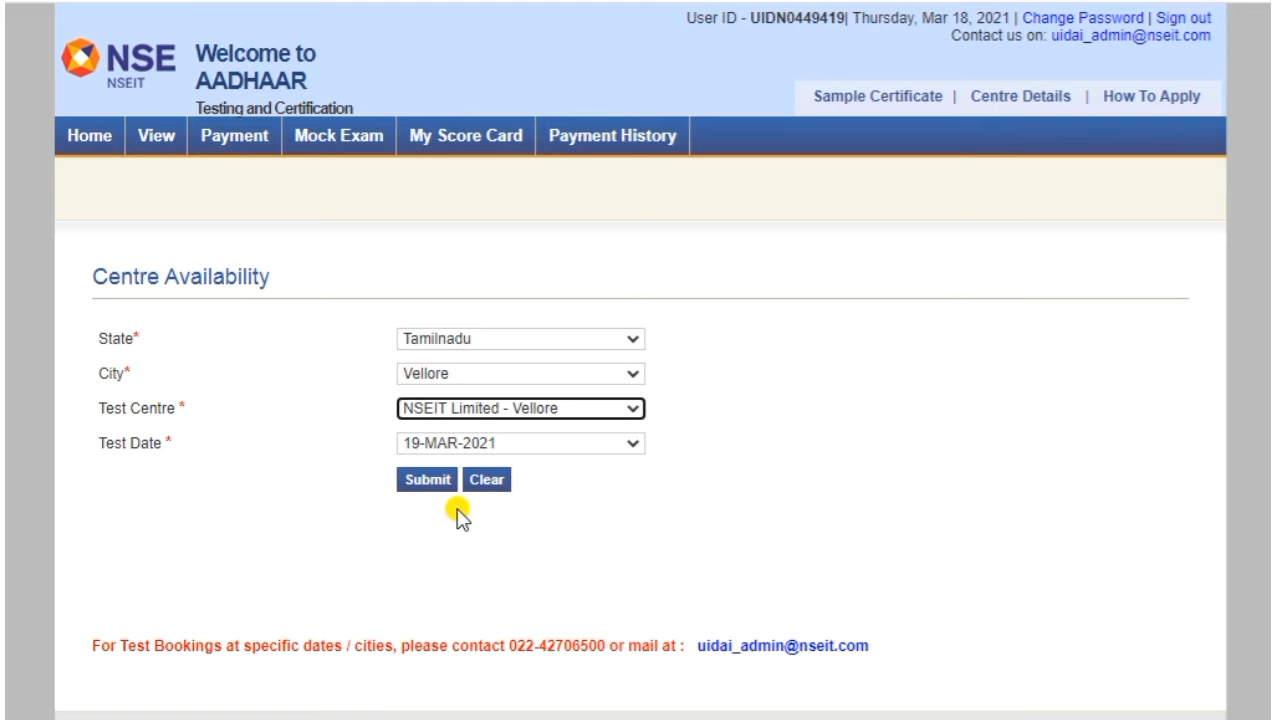 User ID - UIDN0449419| Thursday, Mar 18, 2021 | Change Password | Sign out
Contact us on: uidai_admin@nseit.com
NSE
NSEIT
Welcome to
AADHAAR
Testing and Certification
Sample Certificate | Centre Details | How To Apply
Home View Payment Mock Exam My Score Card Payment History
Centre Availability
State* Tamilnadu
City* Vellore
Test Centre * NSEIT Limited - Vellore
Test Date * 19-MAR-2021
Submit Clear
For Test Bookings at specific dates / cities, please contact 022-42706500 or mail at : uidai_admin@nseit.com